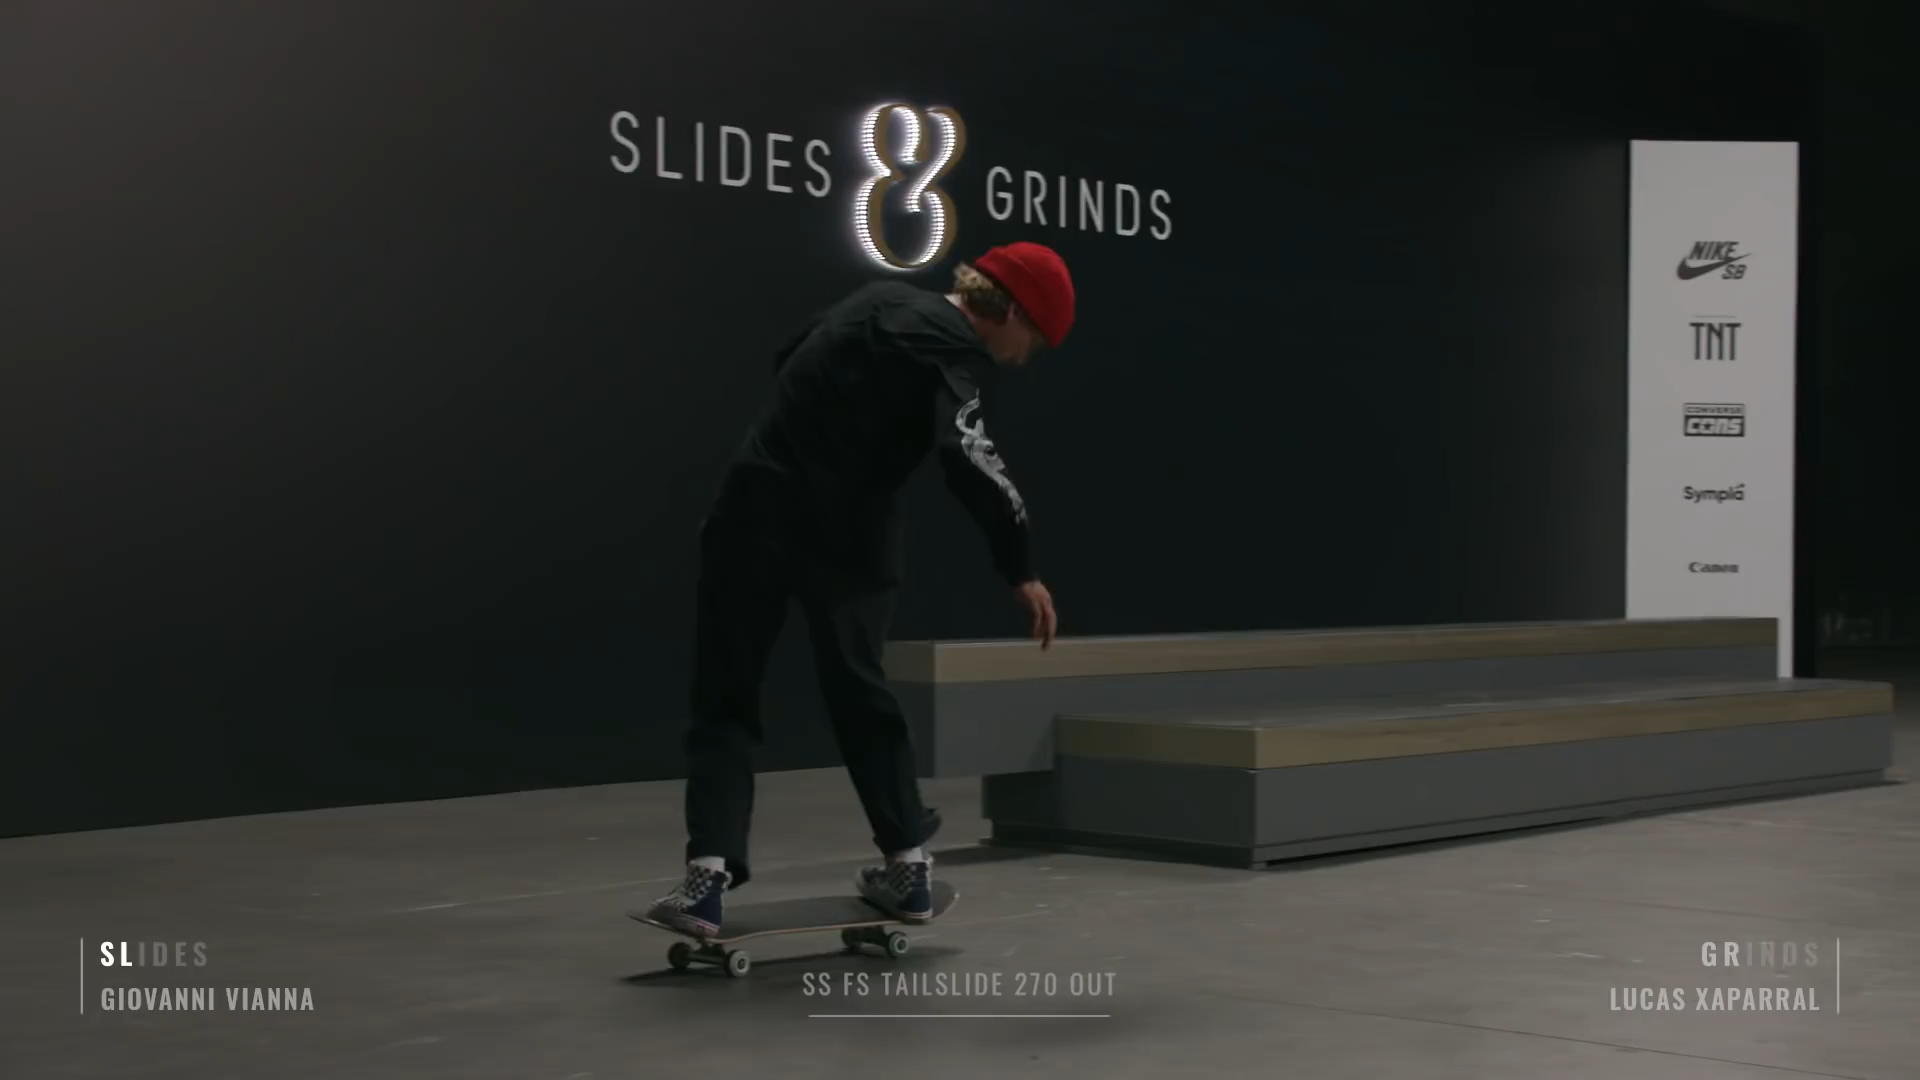 SLIDES & GRINDS
NIKE
SB
TNT
CONVERSE
CONS
Sympla
Canon
SLIDES
GIOVANNI VIANNA
SS FS TAILSLIDE 270 OUT
GRINDS
LUCAS XAPARRAL